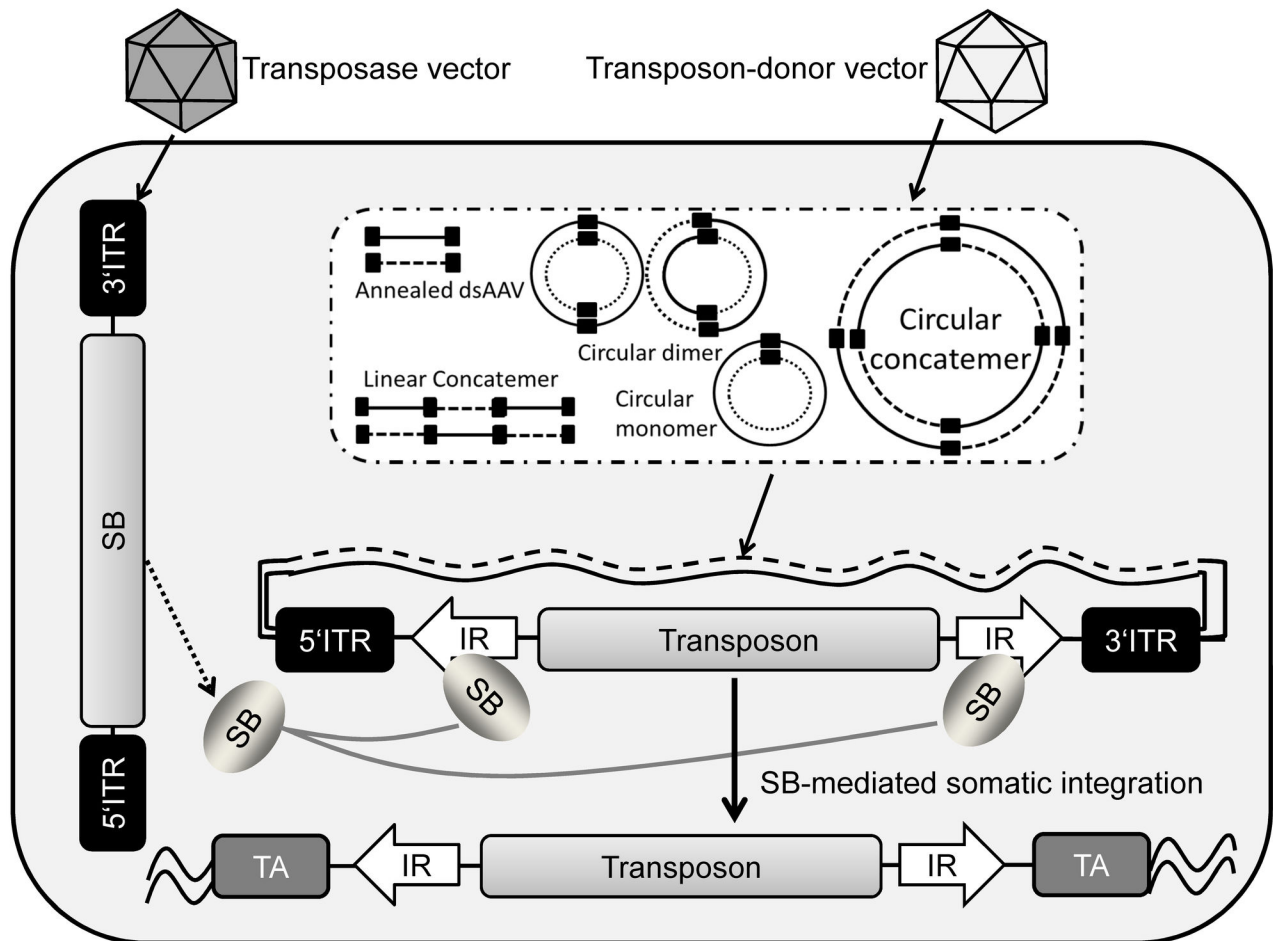 Transposase vector
Transposon-donor vector
3‘ITR
SB
5‘ITR
Annealed dsAAV
Circular dimer
Linear Concatemer
Circular
monomer
Circular
concatemer
5‘ITR
IR
Transposon
IR
3‘ITR
SB
SB
SB
SB-mediated somatic integration
TA
IR
Transposon
IR
TA